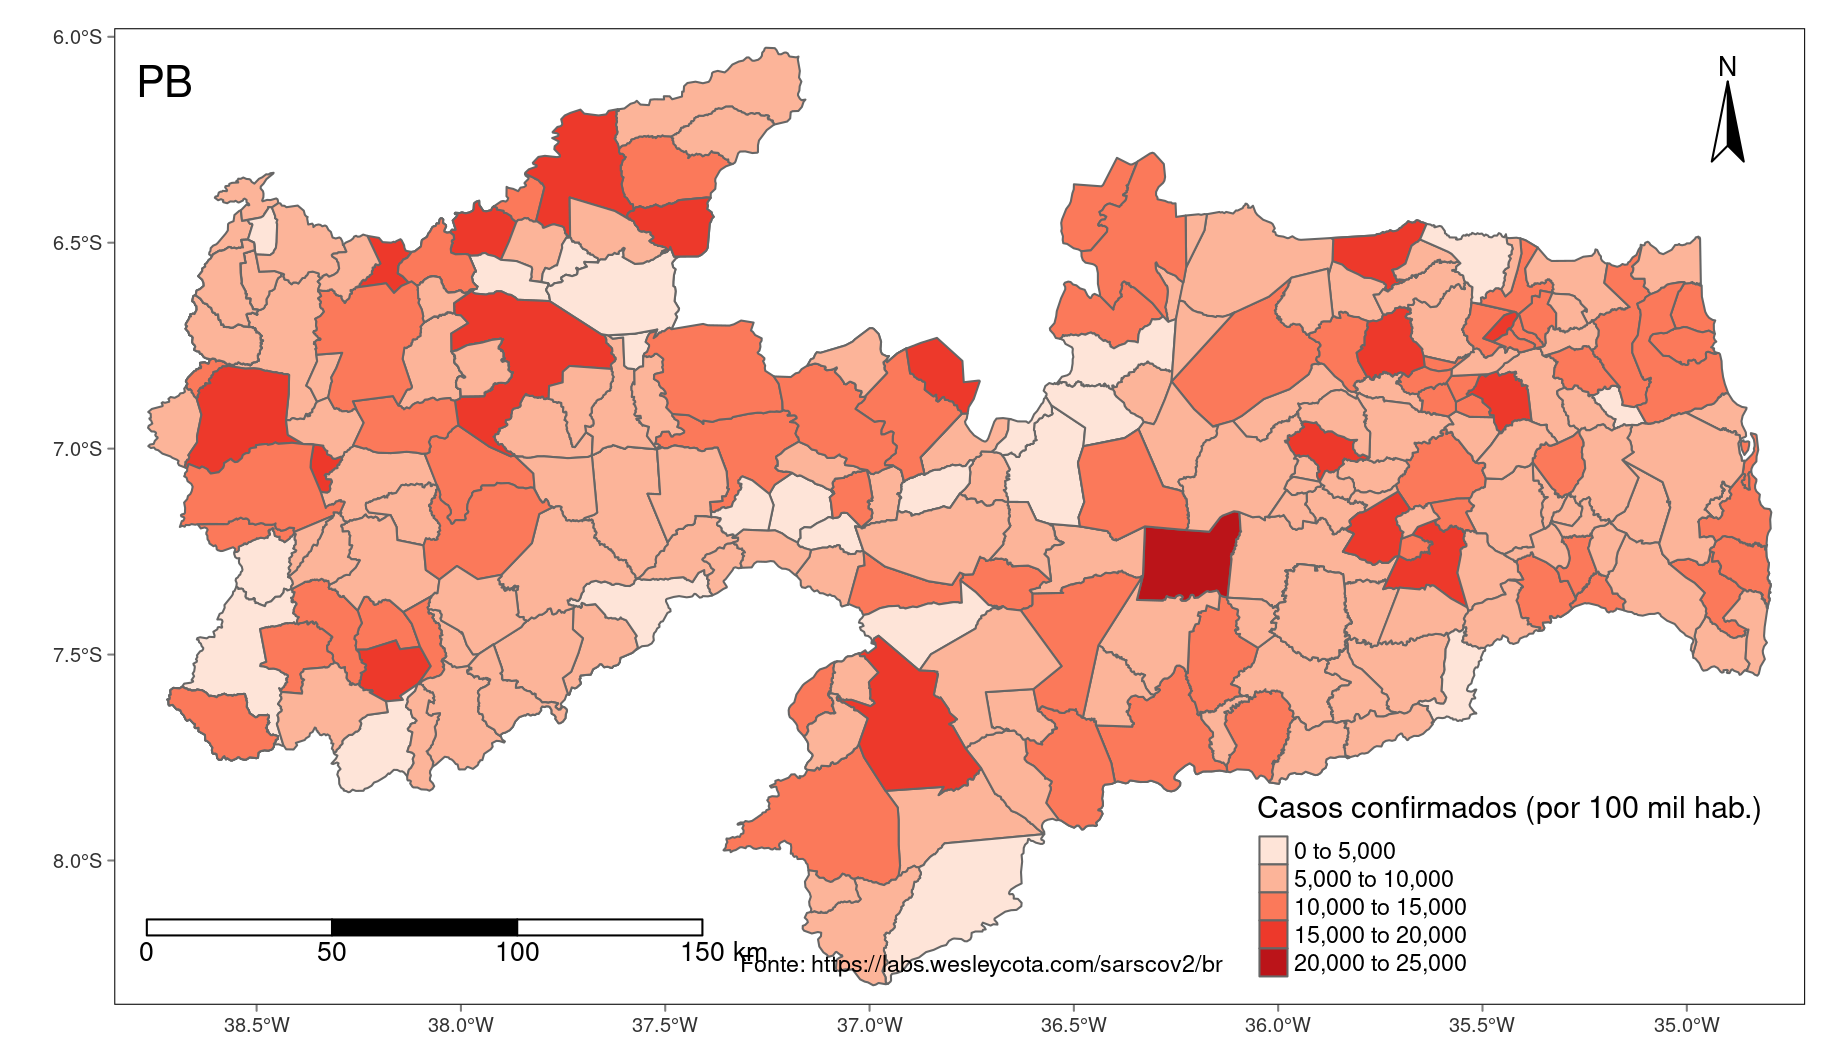 6.0°S
PB
N
6.5°S
7.0°S
7.5°S
8.0°S
Casos confirmados (por 100 mil hab.)
0 to 5,000
5,000 to 10,000
10,000 to 15,000
15,000 to 20,000
20,000 to 25,000
0 50 100 150 km
Fonte: https://labs.wesleycota.com/sarscov2/br
38.5°W 38.0°W 37.5°W 37.0°W 36.5°W 36.0°W 35.5°W 35.0°W